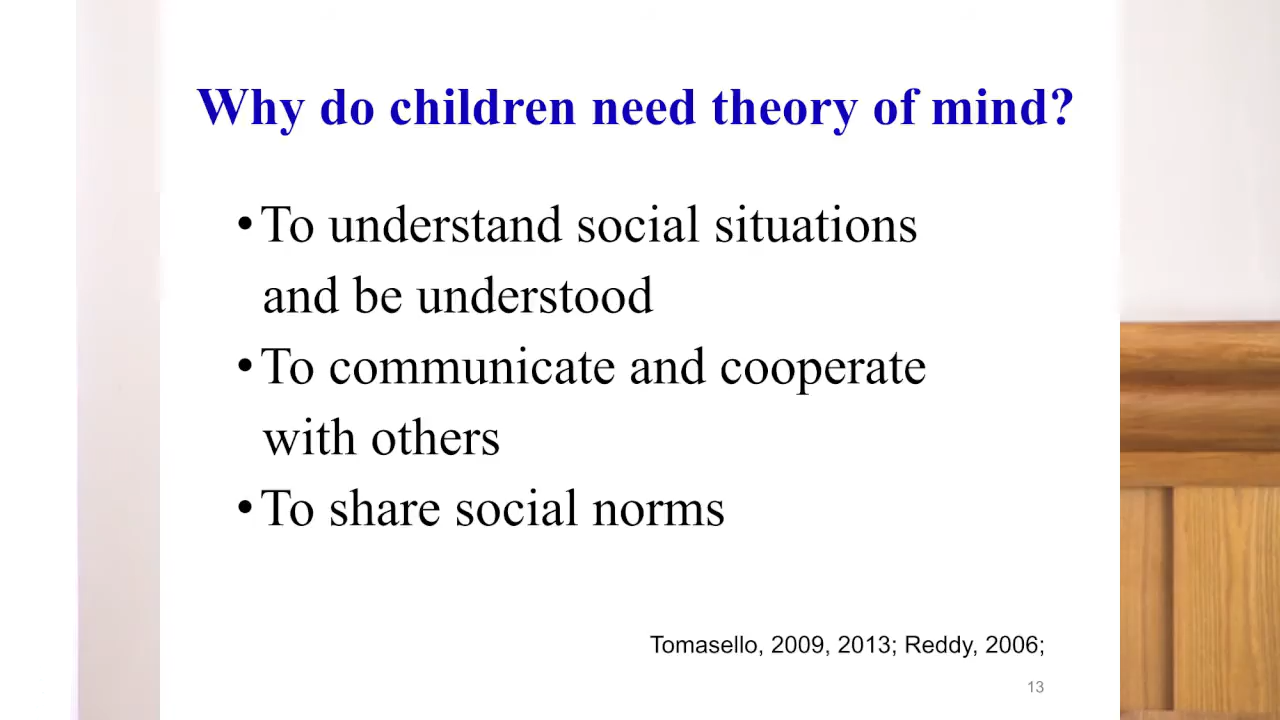 Why do children need theory of mind?
•To understand social situations
and be understood
•To communicate and cooperate
with others
•To share social norms
Tomasello, 2009, 2013; Reddy, 2006;
13